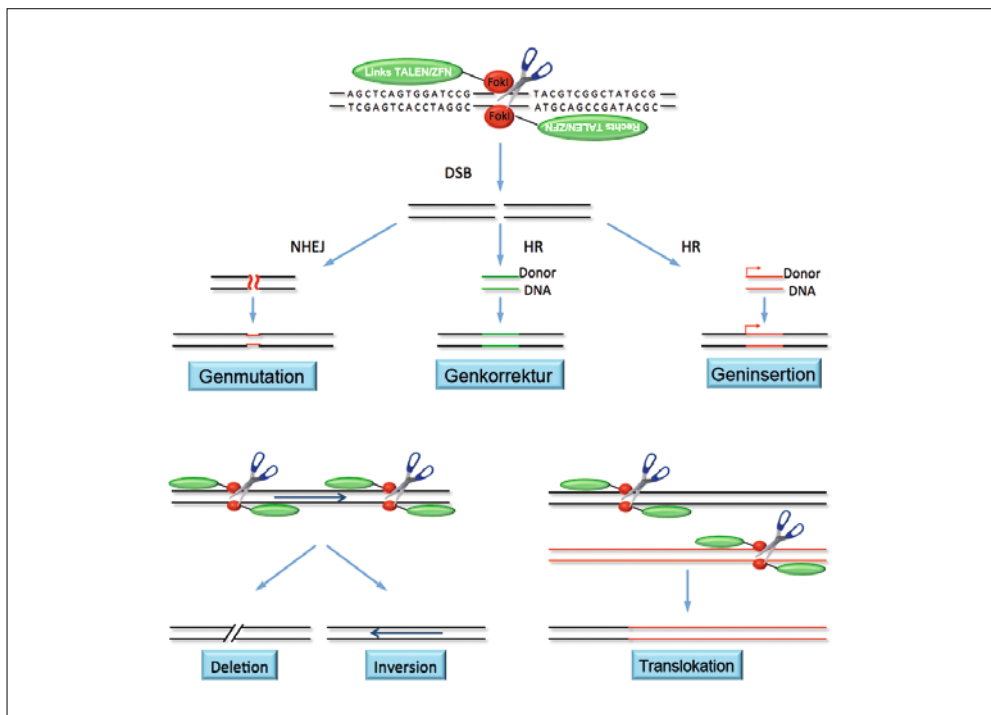 Links TALEN/ZFN
FokI
AGCTCAGTGGATCCG TACGTCGGCTATGCG
TCGAGTCACCTAGGC ATGCAGCCGATACGC
FokI
Rechts TALEN/ZFN
DSB
NHEJ
HR
HR
Donor
DNA
Donor
DNA
Genmutation
Genkorrektur
Geninsertion
Deletion
Inversion
Translokation